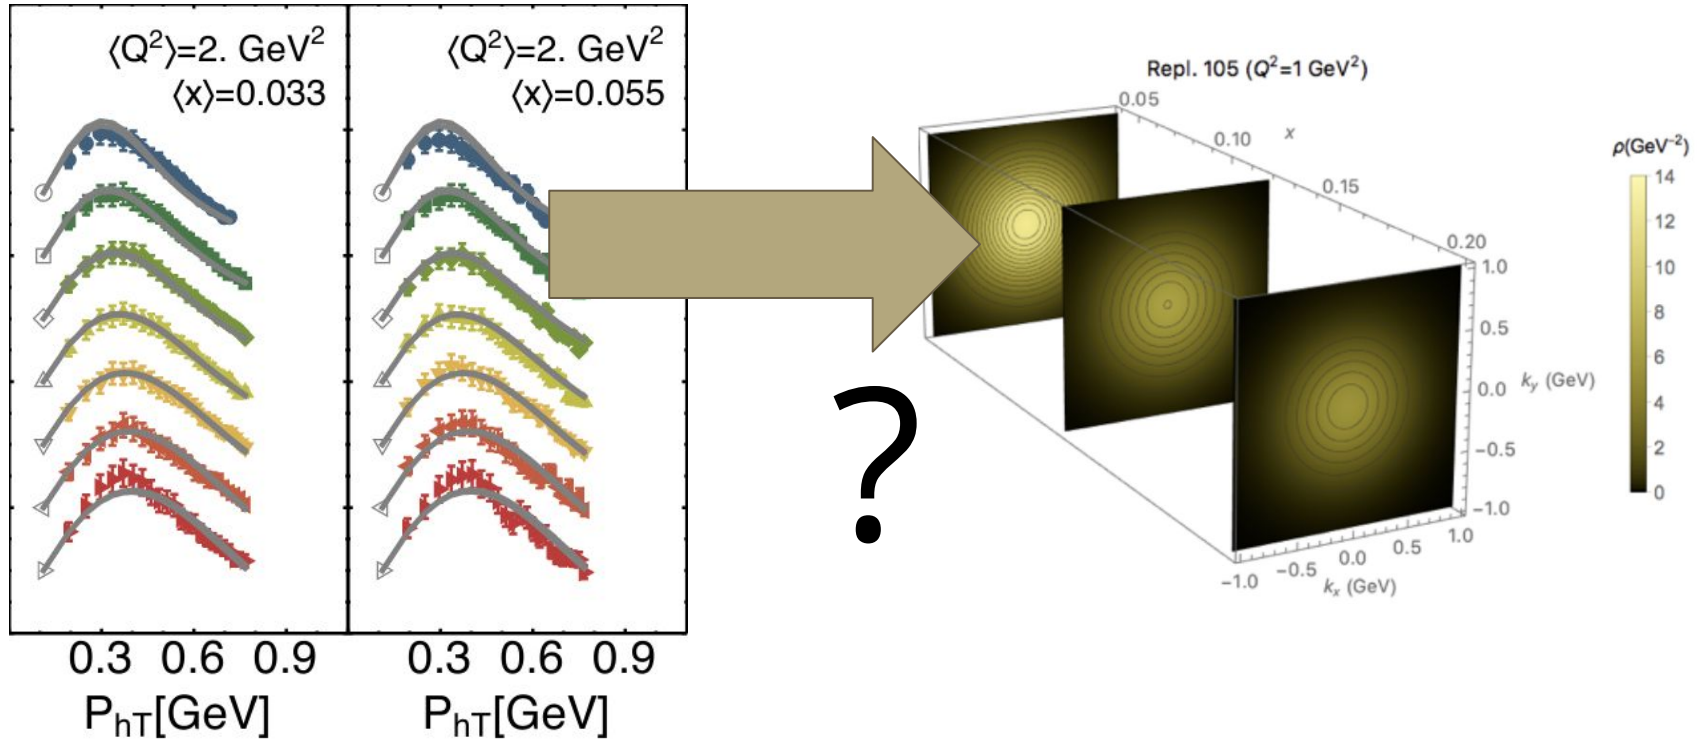 ⟨Q²⟩=2. GeV²
⟨x⟩=0.033
⟨Q²⟩=2. GeV²
⟨x⟩=0.055
0.3 0.6 0.9
0.3 0.6 0.9
P_hT[GeV]
P_hT[GeV]
?
Repl. 105 (Q²=1 GeV²)
0.05
0.10
x
0.15
0.20
1.0
0.5
0.0
k_y (GeV)
−0.5
−1.0
−1.0
−0.5
0.0
0.5
1.0
k_x (GeV)
ρ(GeV⁻²)
14
12
10
8
6
4
2
0